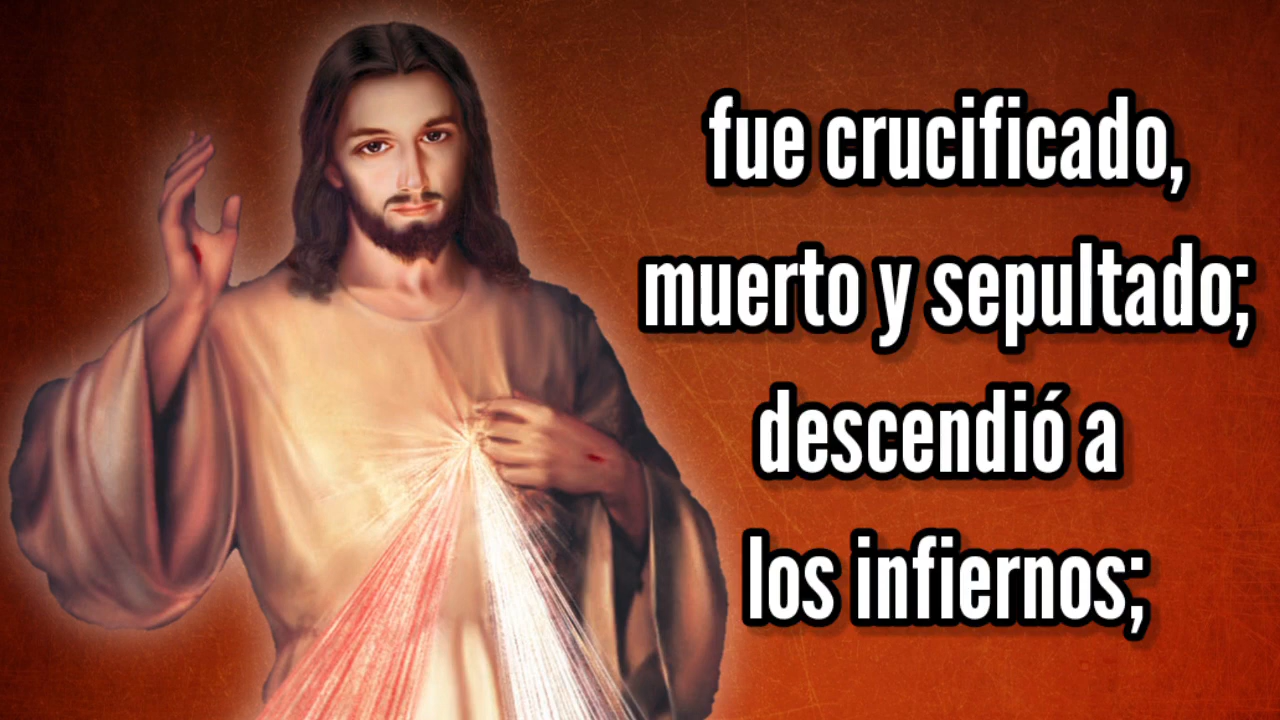 fue crucificado,
muerto y sepultado;
descendió a
los infiernos;